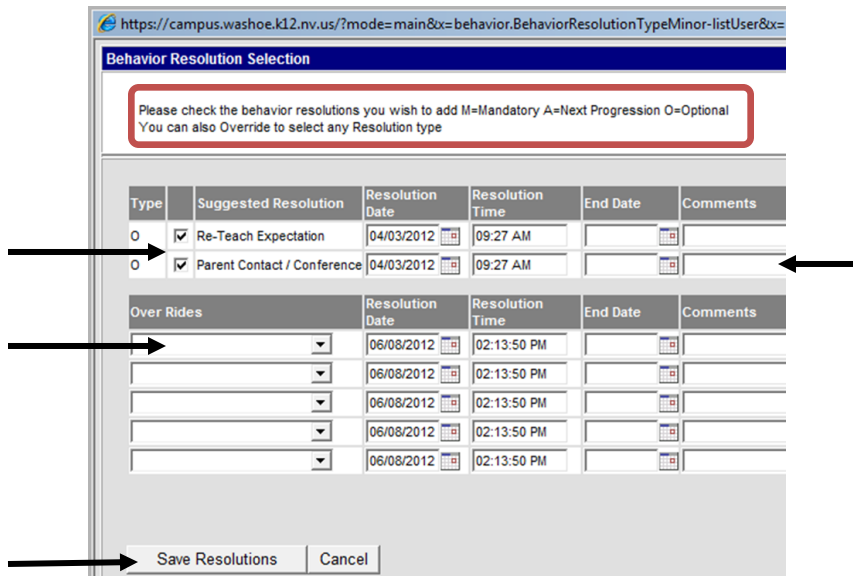 https://campus.washoe.k12.nv.us/?mode=main&x=behavior.BehaviorResolutionTypeMinor-listUser&x=
Behavior Resolution Selection
Please check the behavior resolutions you wish to add M=Mandatory A=Next Progression O=Optional
You can also Override to select any Resolution type
Type Suggested Resolution Resolution Date Resolution Time End Date Comments
O Re-Teach Expectation 04/03/2012 09:27 AM
O Parent Contact / Conference 04/03/2012 09:27 AM
Over Rides Resolution Date Resolution Time End Date Comments
06/08/2012 02:13:50 PM
06/08/2012 02:13:50 PM
06/08/2012 02:13:50 PM
06/08/2012 02:13:50 PM
06/08/2012 02:13:50 PM
Save Resolutions Cancel